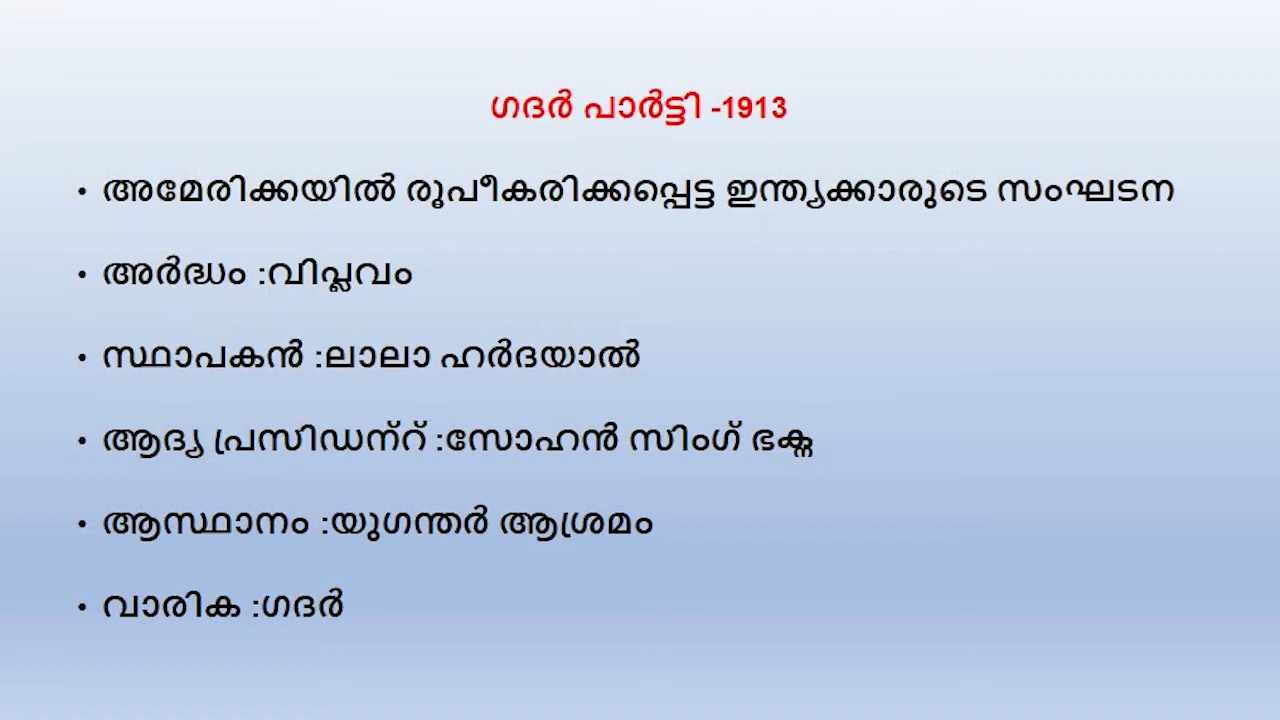 ഗദർ പാർട്ടി -1913
• അമേരിക്കയിൽ രൂപീകരിക്കപ്പെട്ട ഇന്ത്യക്കാരുടെ സംഘടന
• അർദ്ധം :വിപ്ലവം
• സ്ഥാപകൻ :ലാലാ ഹർദയാൽ
• ആദ്യ പ്രസിഡന്റ് :സോഹൻ സിംഗ് ഭക്ന
• ആസ്ഥാനം :യുഗന്തർ ആശ്രമം
• വാരിക :ഗദർ